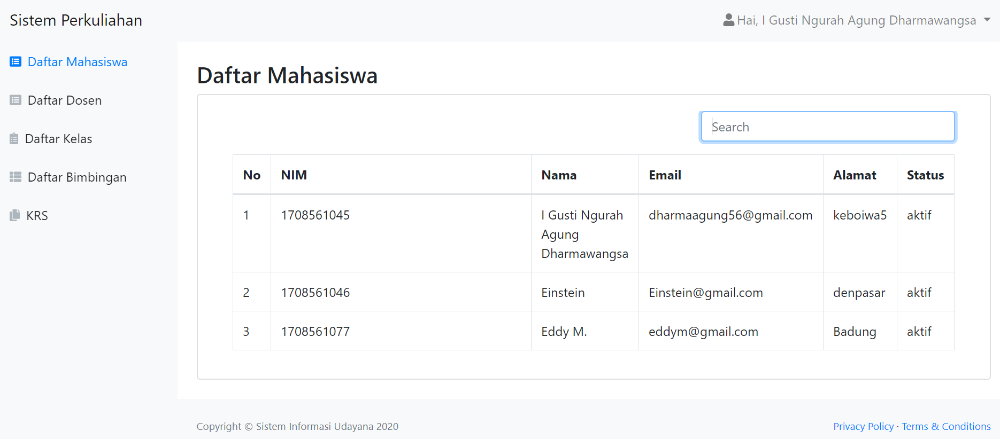 Sistem Perkuliahan
Hai, I Gusti Ngurah Agung Dharmawangsa
Daftar Mahasiswa
Daftar Dosen
Daftar Kelas
Daftar Bimbingan
KRS
Daftar Mahasiswa
Search
No NIM Nama Email Alamat Status
1 1708561045 I Gusti Ngurah dharmaagung56@gmail.com keboiwa5 aktif
Agung
Dharmawangsa
2 1708561046 Einstein Einstein@gmail.com denpasar aktif
3 1708561077 Eddy M. eddym@gmail.com Badung aktif
Copyright © Sistem Informasi Udayana 2020
Privacy Policy · Terms & Conditions